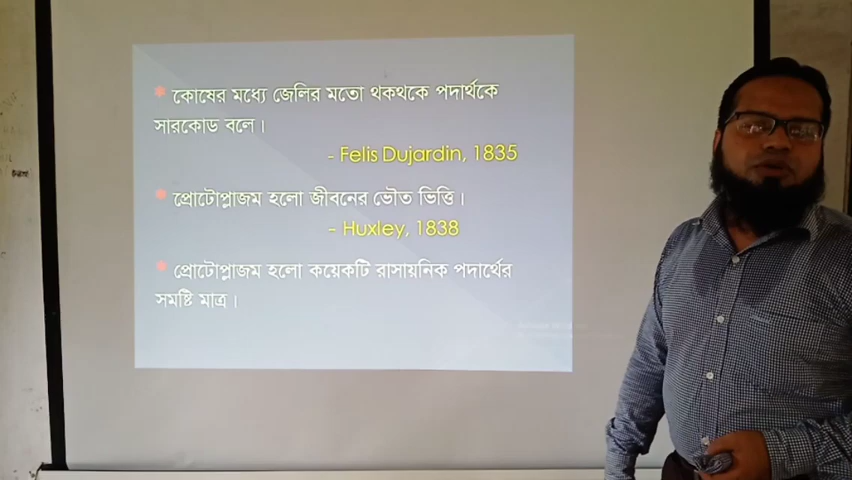 * কোষের মধ্যে জেলির মতো থকথকে পদার্থকে
সারকোড বলে।
- Felis Dujardin, 1835
* প্রোটোপ্লাজম হলো জীবনের ভৌত ভিত্তি।
- Huxley, 1838
* প্রোটোপ্লাজম হলো কয়েকটি রাসায়নিক পদার্থের
সমষ্টি মাত্র।